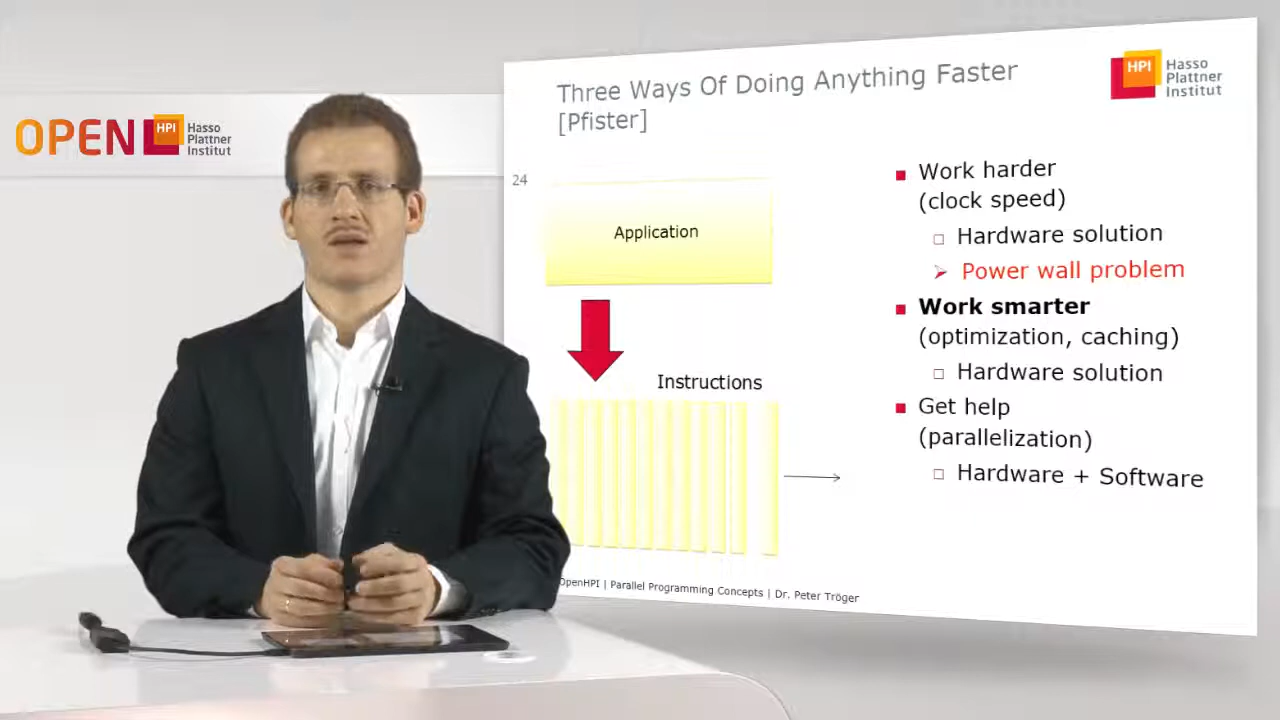 OPEN HPI Hasso
Plattner
Institut
Three Ways Of Doing Anything Faster
[Pfister]
HPI Hasso
Plattner
Institut
24
Application
Instructions
Work harder
(clock speed)
Hardware solution
Power wall problem
Work smarter
(optimization, caching)
Hardware solution
Get help
(parallelization)
Hardware + Software
OpenHPI | Parallel Programming Concepts | Dr. Peter Tröger